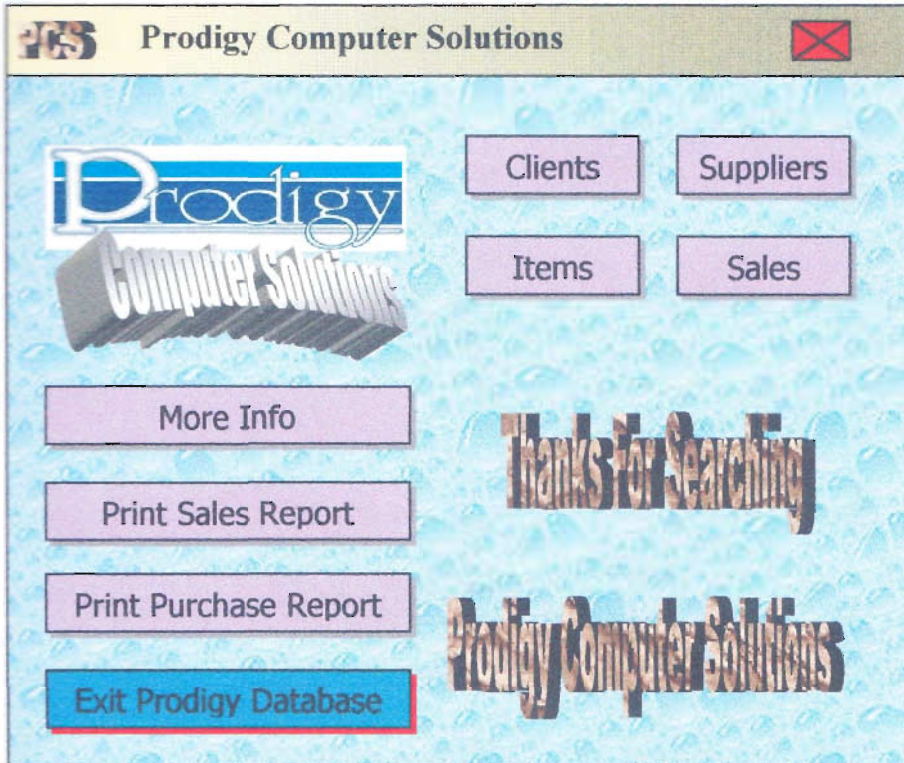 PCS Prodigy Computer Solutions
Prodigy
Computer Solutions
Clients Suppliers
Items Sales
More Info
Print Sales Report
Print Purchase Report
Exit Prodigy Database
Thanks For Searching
Prodigy Computer Solutions